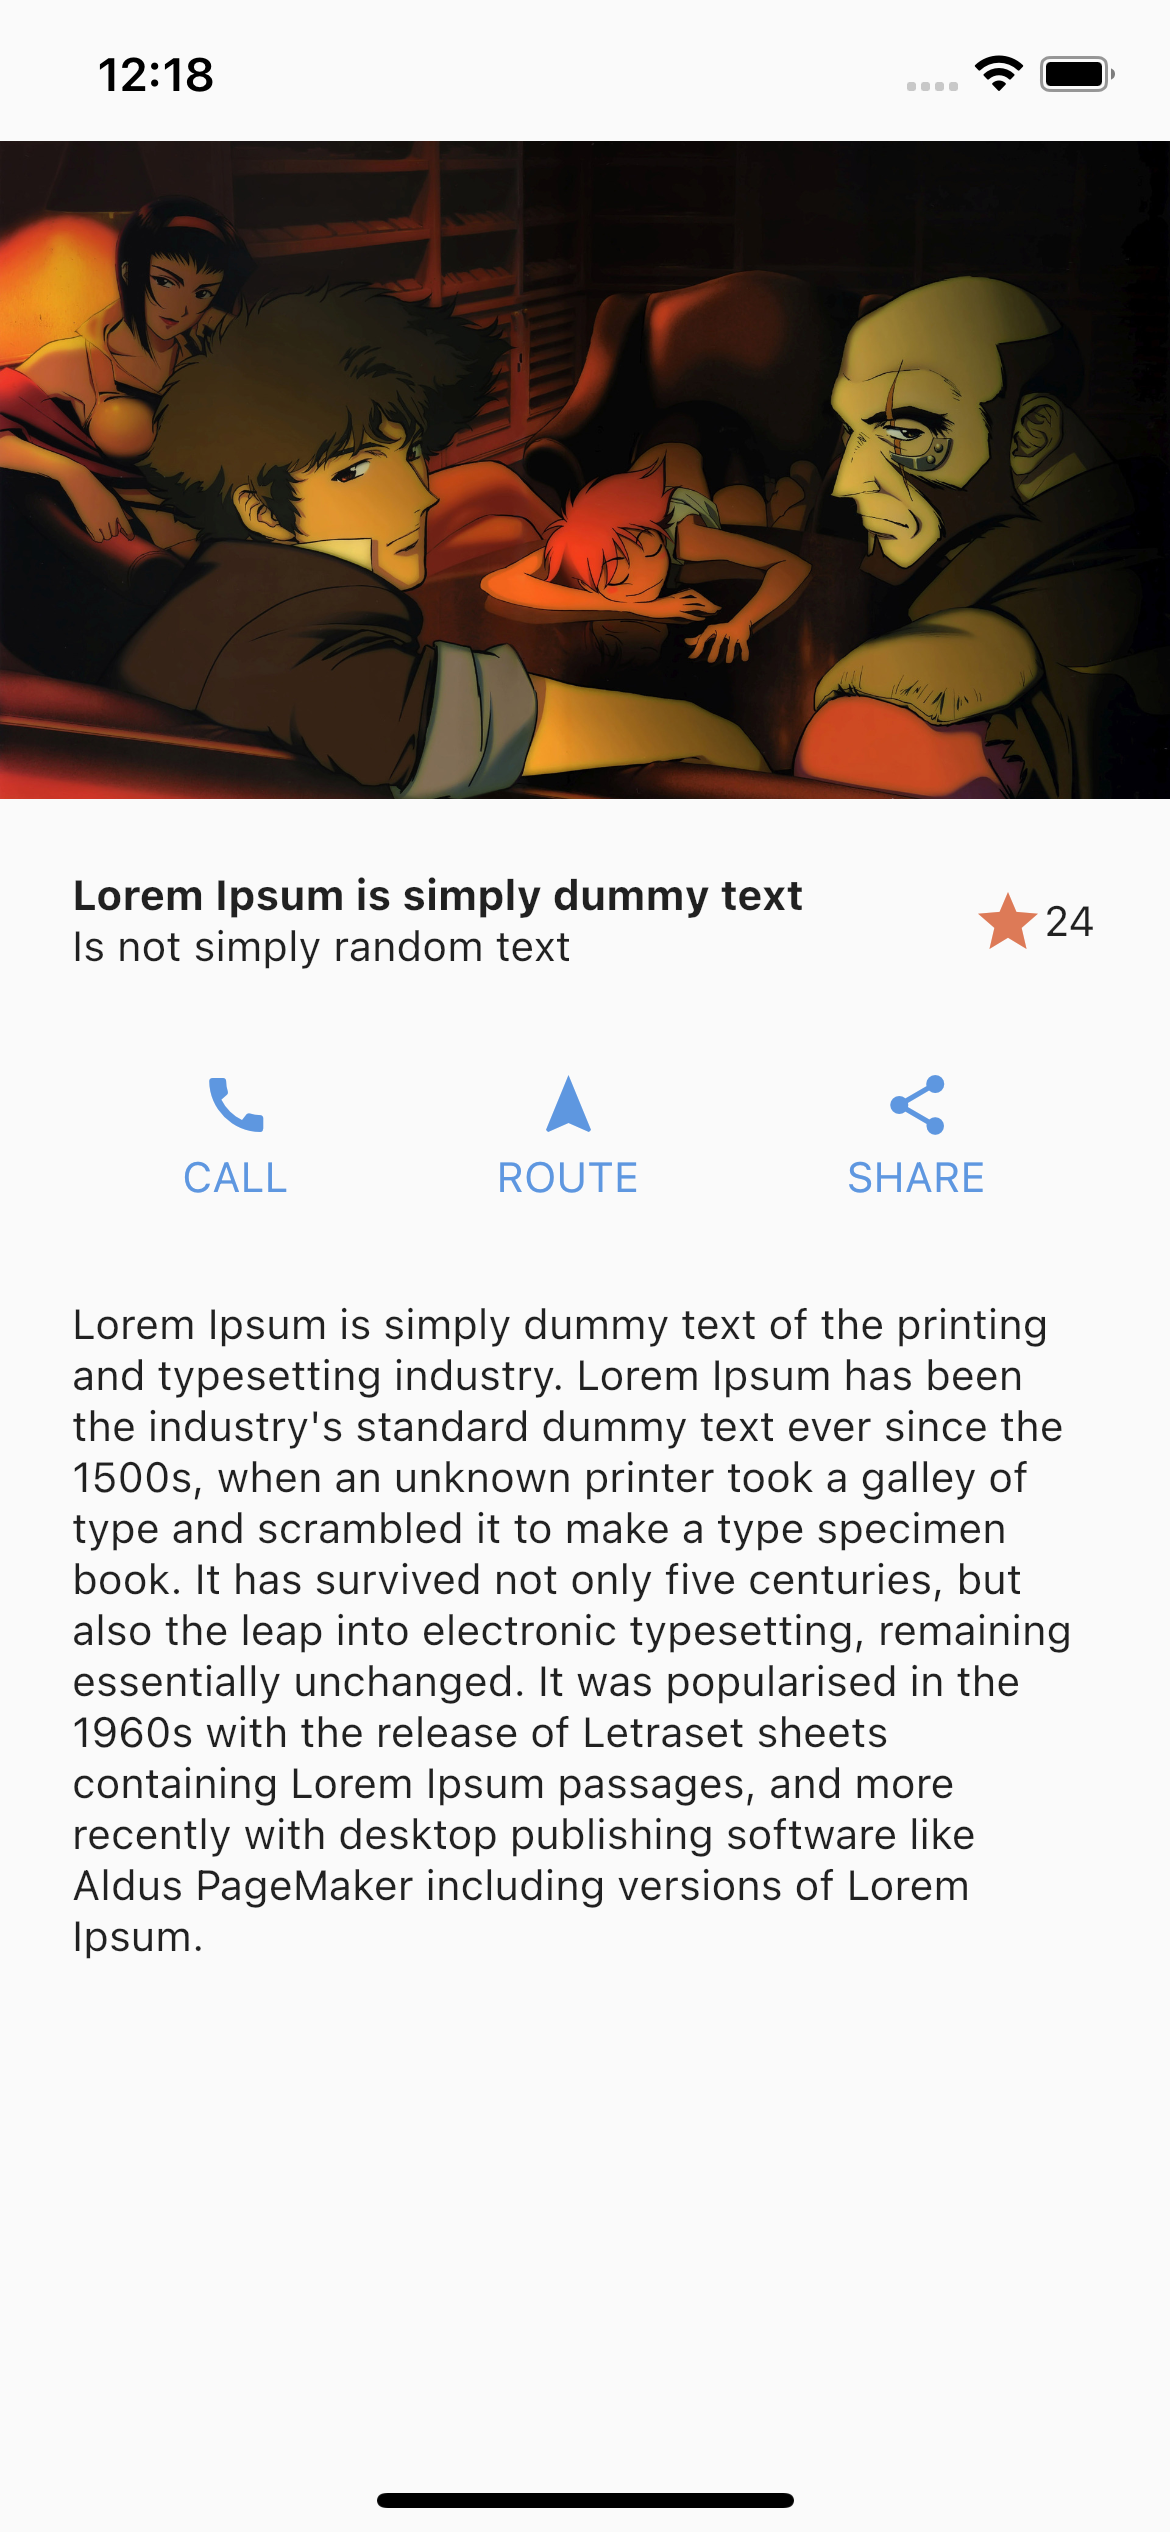 12:18
Lorem Ipsum is simply dummy text
Is not simply random text
24
CALL
ROUTE
SHARE
Lorem Ipsum is simply dummy text of the printing
and typesetting industry. Lorem Ipsum has been
the industry's standard dummy text ever since the
1500s, when an unknown printer took a galley of
type and scrambled it to make a type specimen
book. It has survived not only five centuries, but
also the leap into electronic typesetting, remaining
essentially unchanged. It was popularised in the
1960s with the release of Letraset sheets
containing Lorem Ipsum passages, and more
recently with desktop publishing software like
Aldus PageMaker including versions of Lorem
Ipsum.